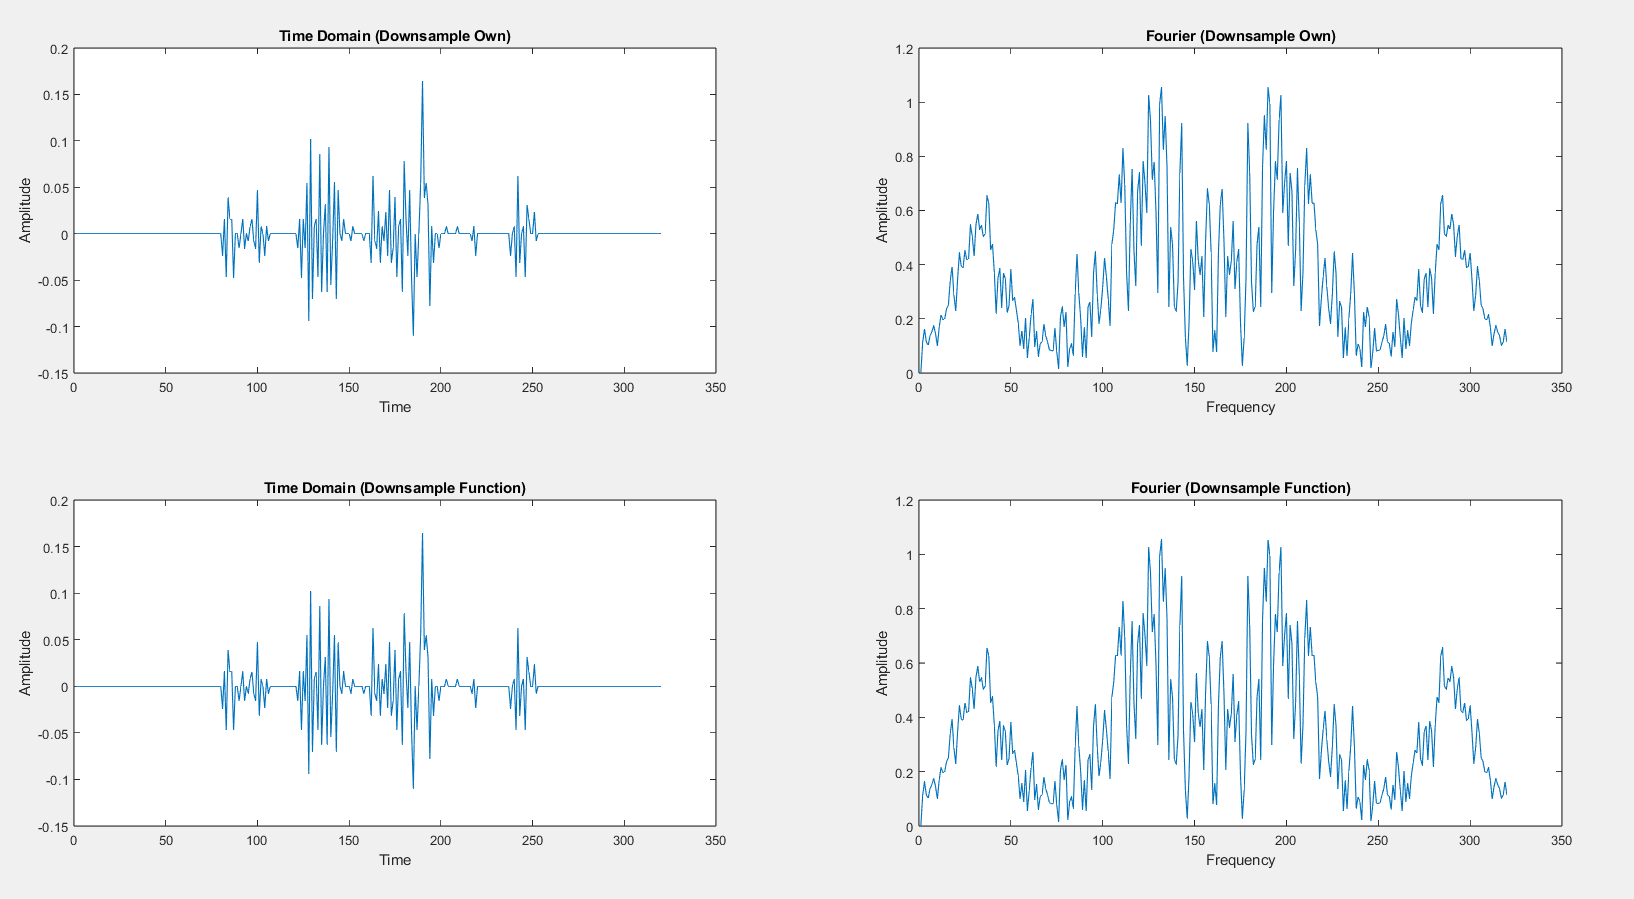 Time Domain (Downsample Own)
0.2
0.15
0.1
0.05
0
-0.05
-0.1
-0.15
Amplitude
0 50 100 150 200 250 300 350
Time
Fourier (Downsample Own)
1.2
1
0.8
0.6
0.4
0.2
0
Amplitude
0 50 100 150 200 250 300 350
Frequency
Time Domain (Downsample Function)
0.2
0.15
0.1
0.05
0
-0.05
-0.1
-0.15
Amplitude
0 50 100 150 200 250 300 350
Time
Fourier (Downsample Function)
1.2
1
0.8
0.6
0.4
0.2
0
Amplitude
0 50 100 150 200 250 300 350
Frequency